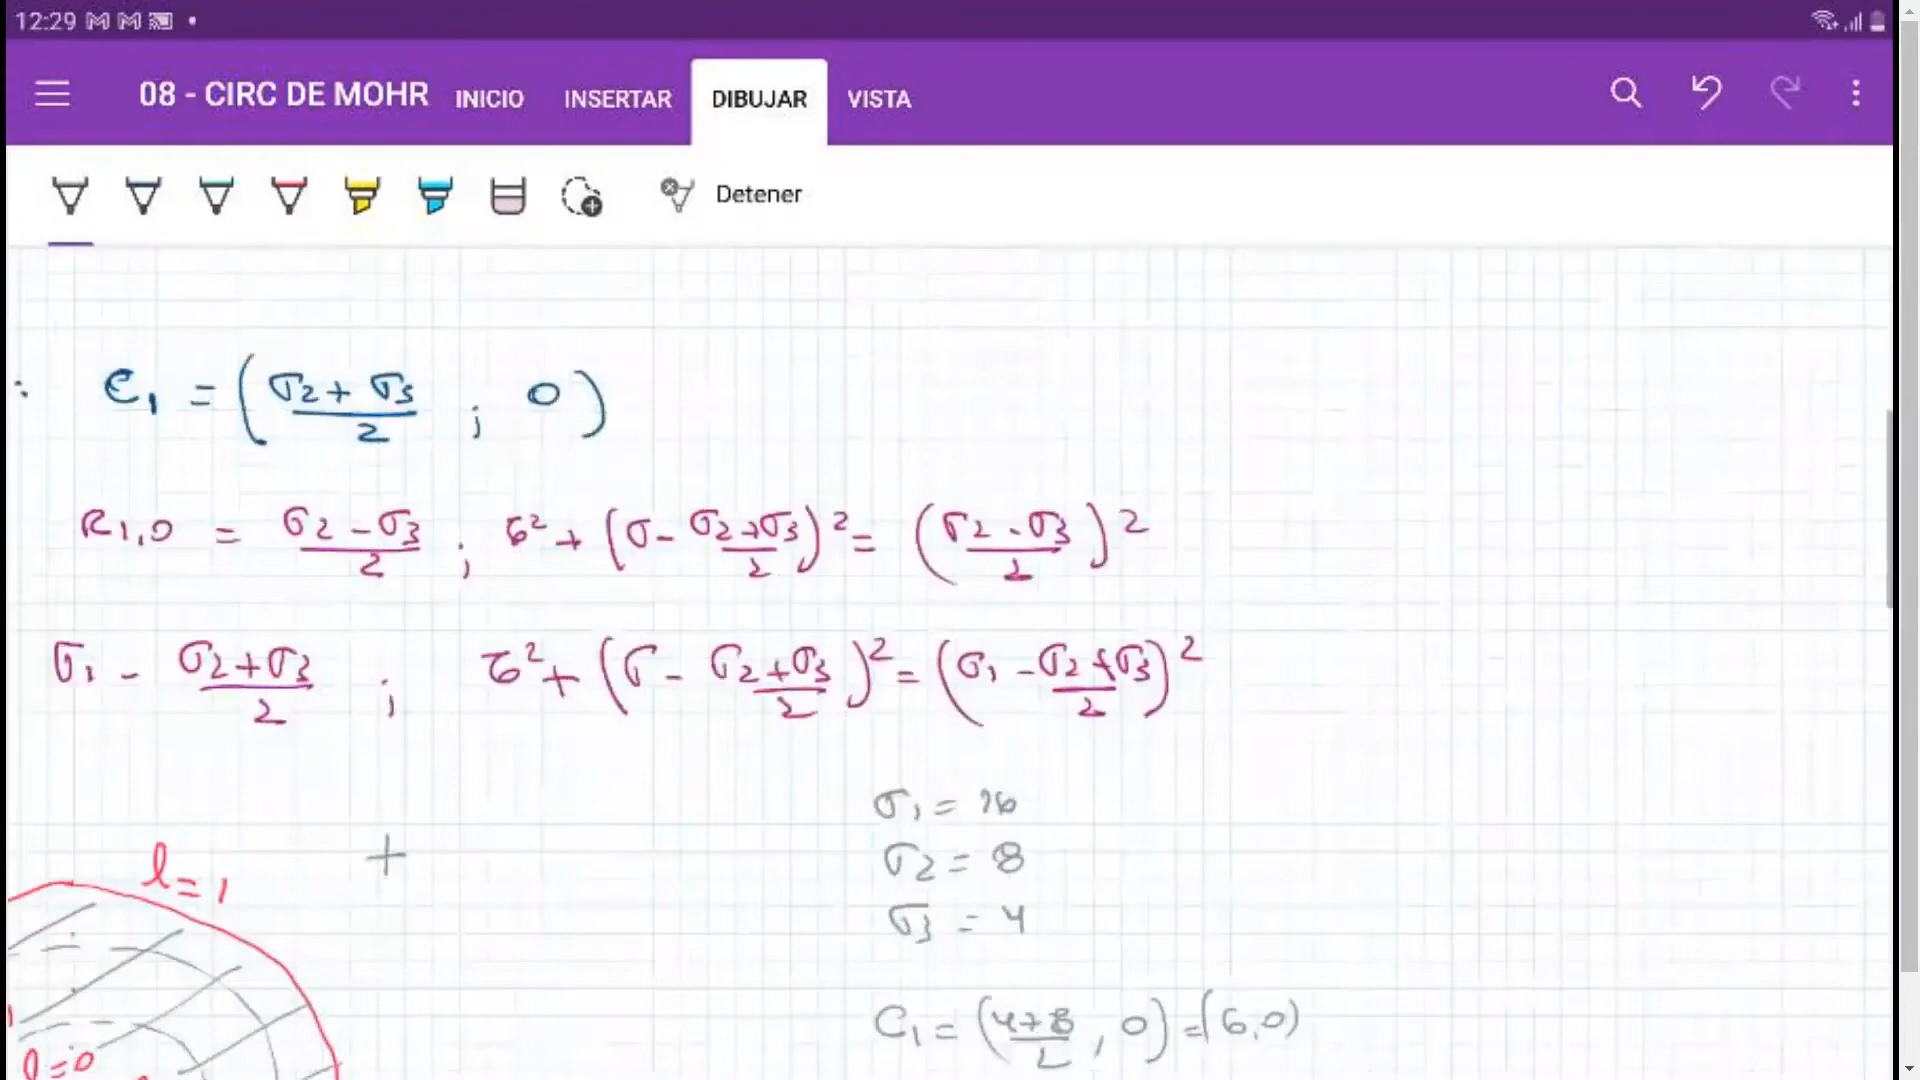 12:29
08 - CIRC DE MOHR INICIO INSERTAR DIBUJAR VISTA
Detener
: C₁ = ( (σ2 + σ3)/2 ; 0 )
R1,0 = (σ2 - σ3)/2 ; τ² + (σ - (σ2+σ3)/2)² = ((σ2 - σ3)/2)²
σ1 - (σ2+σ3)/2 ; τ² + (σ - (σ2+σ3)/2)² = (σ1 - (σ2+σ3)/2)²
σ1 = 16
σ2 = 8
σ3 = 4
l = 1
+
C1 = ((4+8)/2 , 0) = (6,0)
l=0